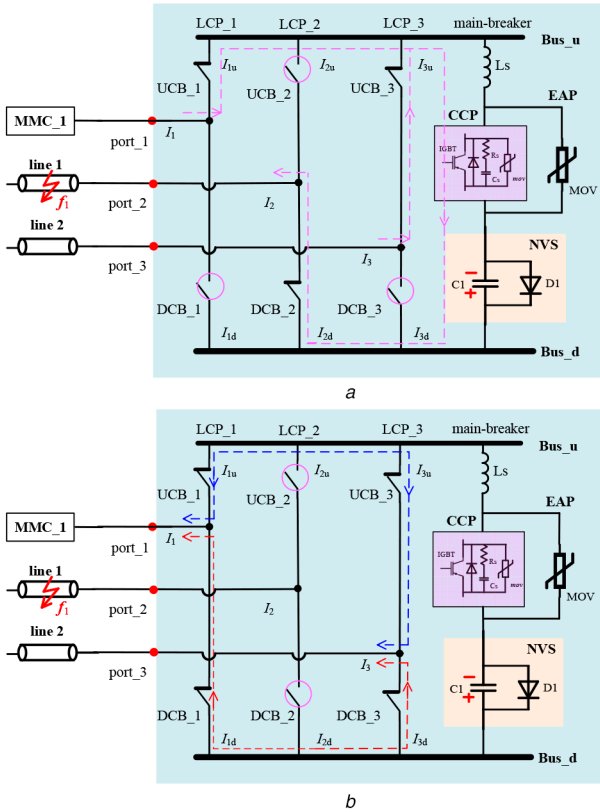 LCP_1 LCP_2 LCP_3 main-breaker
Bus_u
I1u I2u I3u Ls
UCB_1 UCB_2 UCB_3
CCP EAP
MMC_1
I1
port_1
IGBT Rs Cs mov
MOV
line 1
f1
port_2
I2
line 2
port_3
I3
NVS
C1 D1
DCB_1 DCB_2 DCB_3
I1d I2d I3d
Bus_d
a
LCP_1 LCP_2 LCP_3 main-breaker
Bus_u
I1u I2u I3u Ls
UCB_1 UCB_2 UCB_3
CCP EAP
MMC_1
I1
port_1
IGBT Rs Cs mov
MOV
line 1
f1
port_2
I2
line 2
port_3
I3
NVS
C1 D1
DCB_1 DCB_2 DCB_3
I1d I2d I3d
Bus_d
b